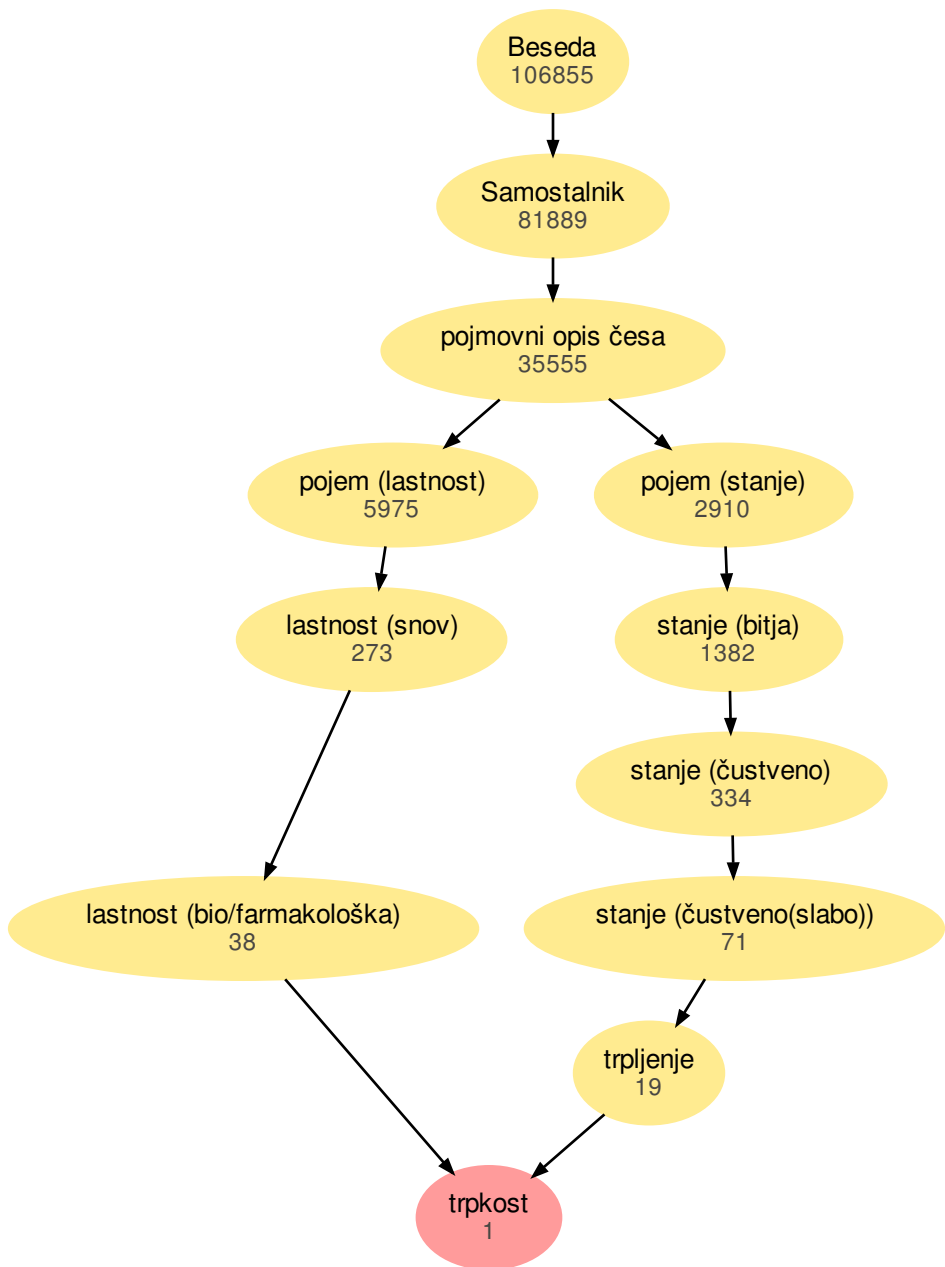 Beseda
106855
Samostalnik
81889
pojmovni opis česa
35555
pojem (lastnost)
5975
pojem (stanje)
2910
lastnost (snov)
273
stanje (bitja)
1382
stanje (čustveno)
334
lastnost (bio/farmakološka)
38
stanje (čustveno(slabo))
71
trpljenje
19
trpkost
1